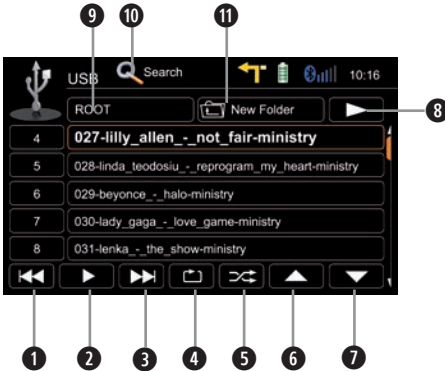 9 10 11
USB Search 10:16
ROOT New Folder 8
4 027-lilly_allen_-_not_fair-ministry
5 028-linda_teodosiu_-_reprogram_my_heart-ministry
6 029-beyonce_-_halo-ministry
7 030-lady_gaga_-_love_game-ministry
8 031-lenka_-_the_show-ministry
1 2 3 4 5 6 7